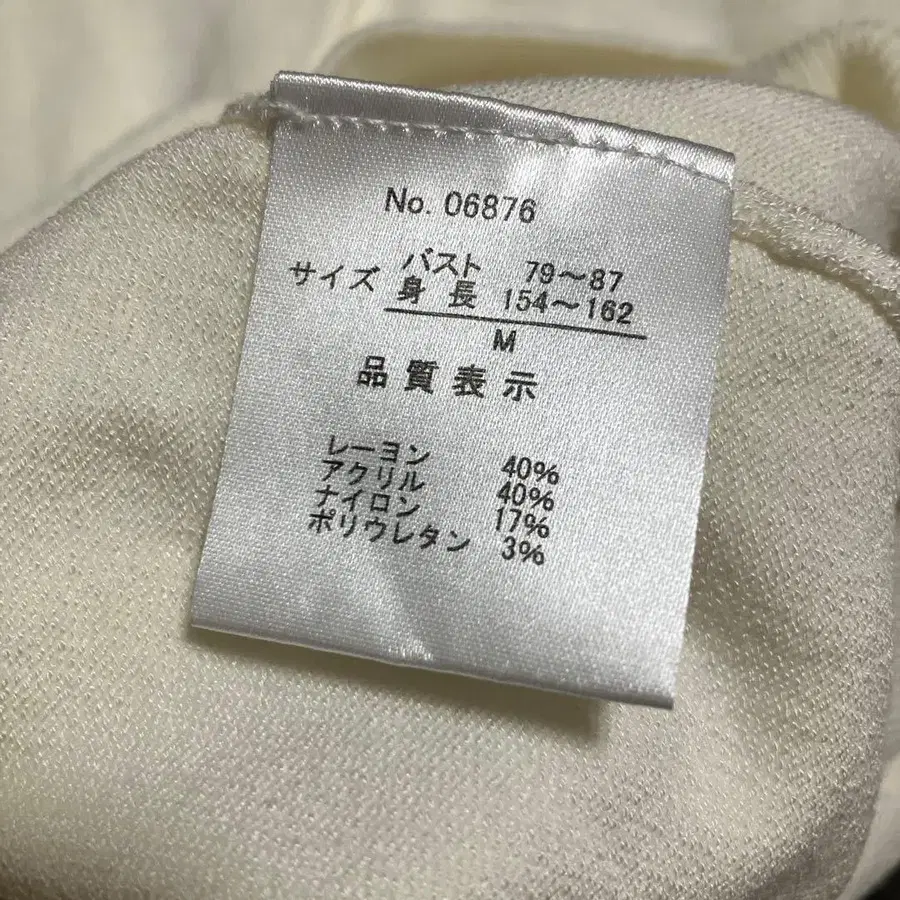 No. 06876
サイズ バスト 79～87
身長 154～162
M
品質表示
レーヨン 40%
アクリル 40%
ナイロン 17%
ポリウレタン 3%